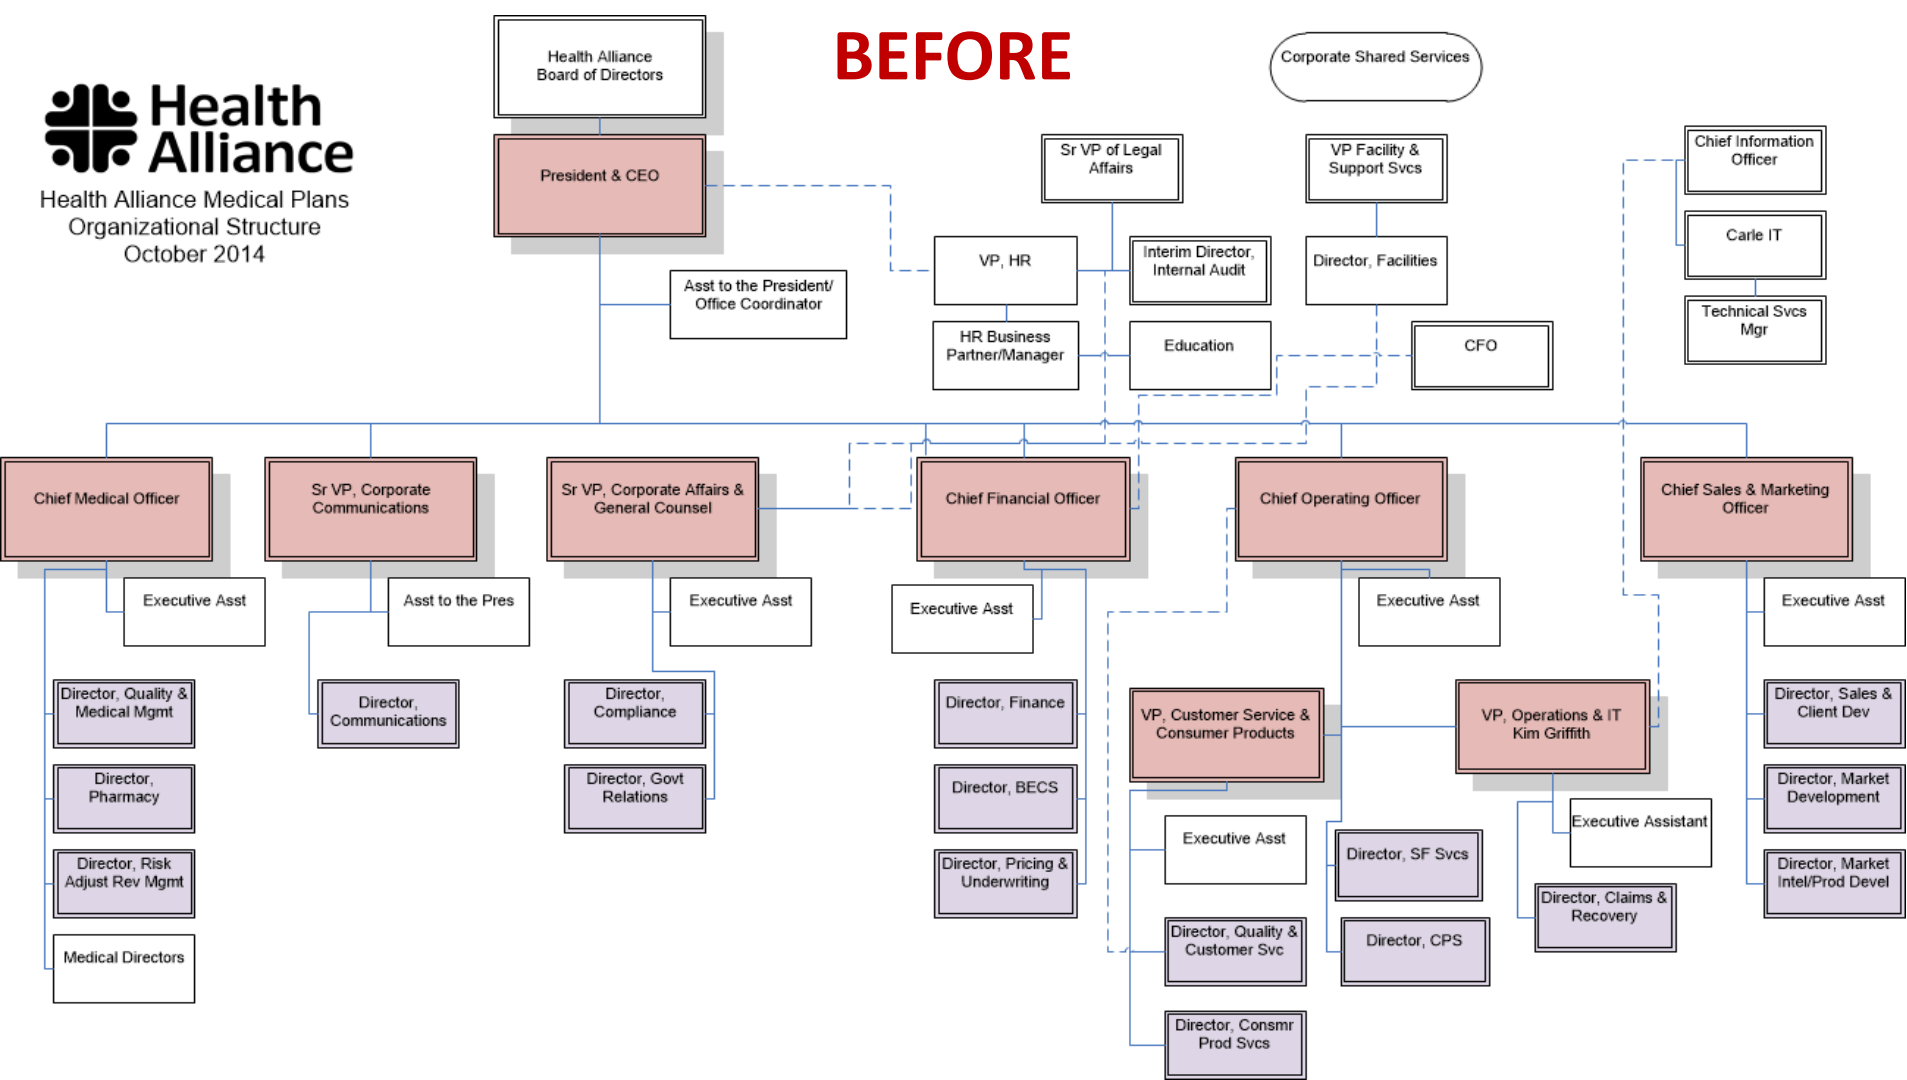 BEFORE
Health Alliance
Board of Directors
Corporate Shared Services
Health
Alliance
Health Alliance Medical Plans
Organizational Structure
October 2014
President & CEO
Sr VP of Legal
Affairs
VP Facility &
Support Svcs
Chief Information
Officer
Carle IT
Technical Svcs
Mgr
VP, HR
Interim Director,
Internal Audit
Director, Facilities
Asst to the President/
Office Coordinator
HR Business
Partner/Manager
Education
CFO
Chief Medical Officer
Sr VP, Corporate
Communications
Sr VP, Corporate Affairs &
General Counsel
Chief Financial Officer
Chief Operating Officer
Chief Sales & Marketing
Officer
Executive Asst
Asst to the Pres
Executive Asst
Executive Asst
Executive Asst
Executive Asst
Director, Quality &
Medical Mgmt
Director,
Pharmacy
Director, Risk
Adjust Rev Mgmt
Medical Directors
Director,
Communications
Director,
Compliance
Director, Govt
Relations
Director, Finance
Director, BECS
Director, Pricing &
Underwriting
VP, Customer Service &
Consumer Products
Executive Asst
Director, Quality &
Customer Svc
Director, Consmr
Prod Svcs
Director, SF Svcs
Director, CPS
VP, Operations & IT
Kim Griffith
Executive Assistant
Director, Claims &
Recovery
Director, Sales &
Client Dev
Director, Market
Development
Director, Market
Intel/Prod Devel